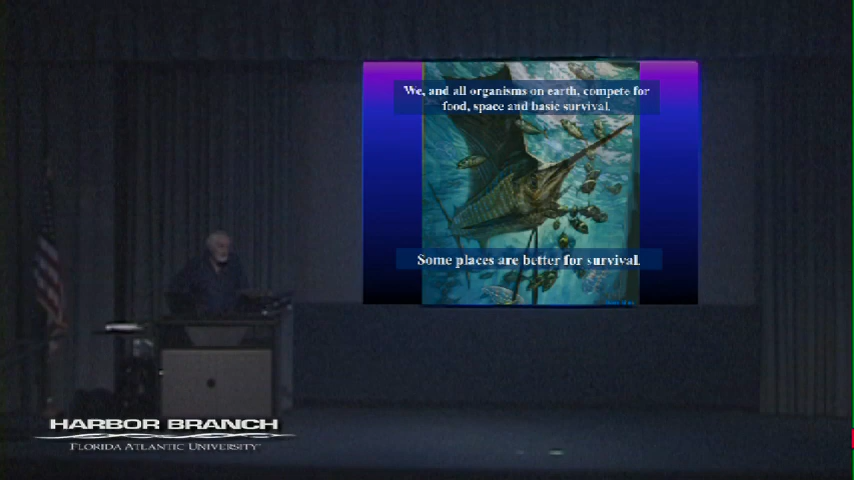 We, and all organisms on earth, compete for
food, space and basic survival.
Some places are better for survival.
HARBOR BRANCH
FLORIDA ATLANTIC UNIVERSITY